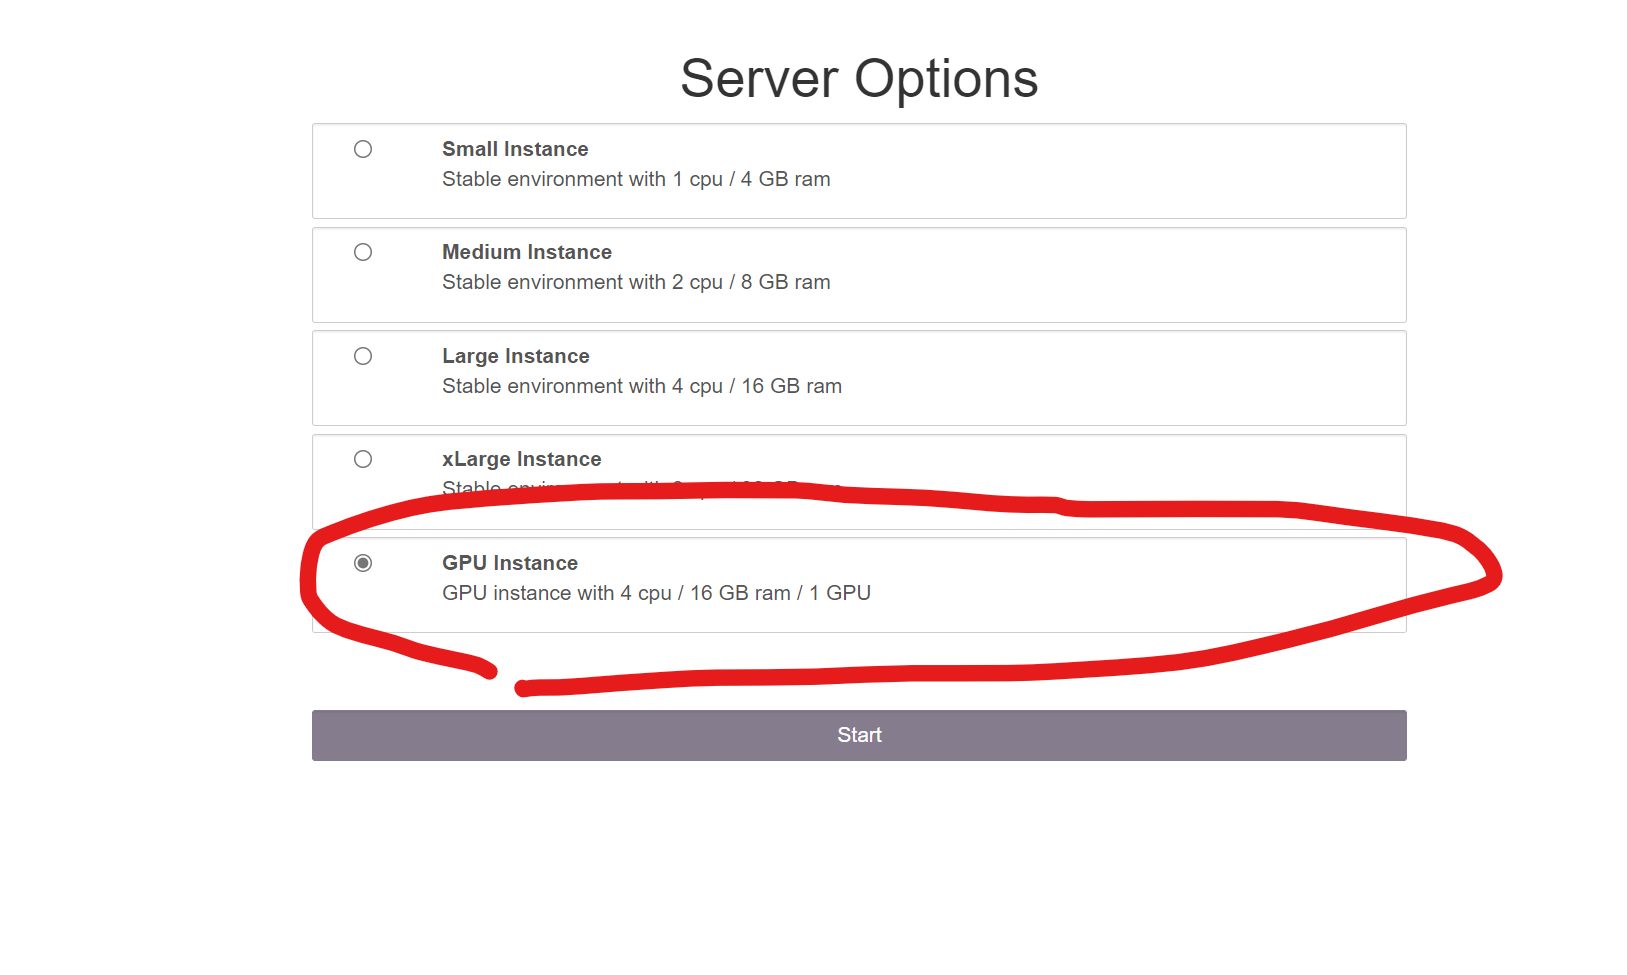 Server Options
Small Instance
Stable environment with 1 cpu / 4 GB ram
Medium Instance
Stable environment with 2 cpu / 8 GB ram
Large Instance
Stable environment with 4 cpu / 16 GB ram
xLarge Instance
Stable environment with
GPU Instance
GPU instance with 4 cpu / 16 GB ram / 1 GPU
Start